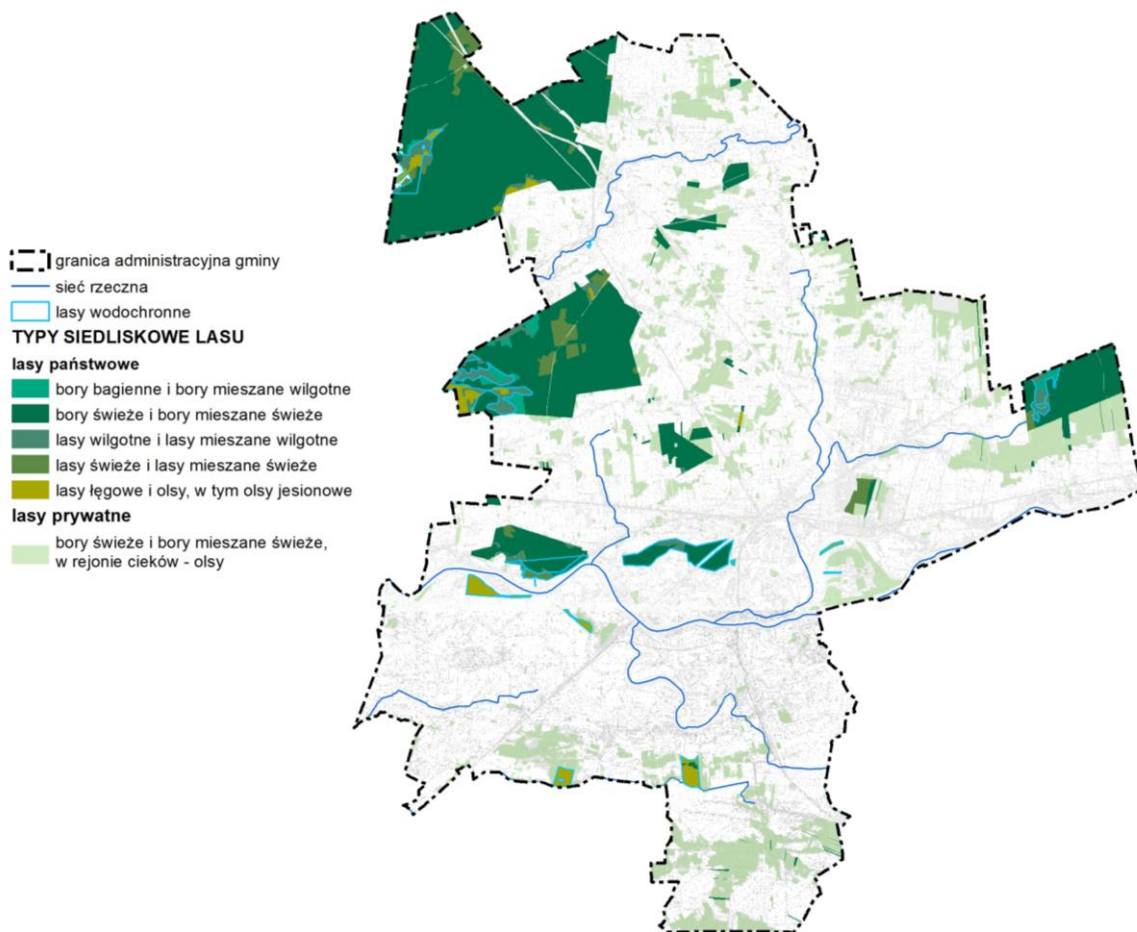 granica administracyjna gminy
sieć rzeczna
lasy wodochronne
TYPY SIEDLISKOWE LASU
lasy państwowe
bory bagienne i bory mieszane wilgotne
bory świeże i bory mieszane świeże
lasy wilgotne i lasy mieszane wilgotne
lasy świeże i lasy mieszane świeże
lasy łęgowe i olsy, w tym olsy jesionowe
lasy prywatne
bory świeże i bory mieszane świeże,
w rejonie cieków - olsy